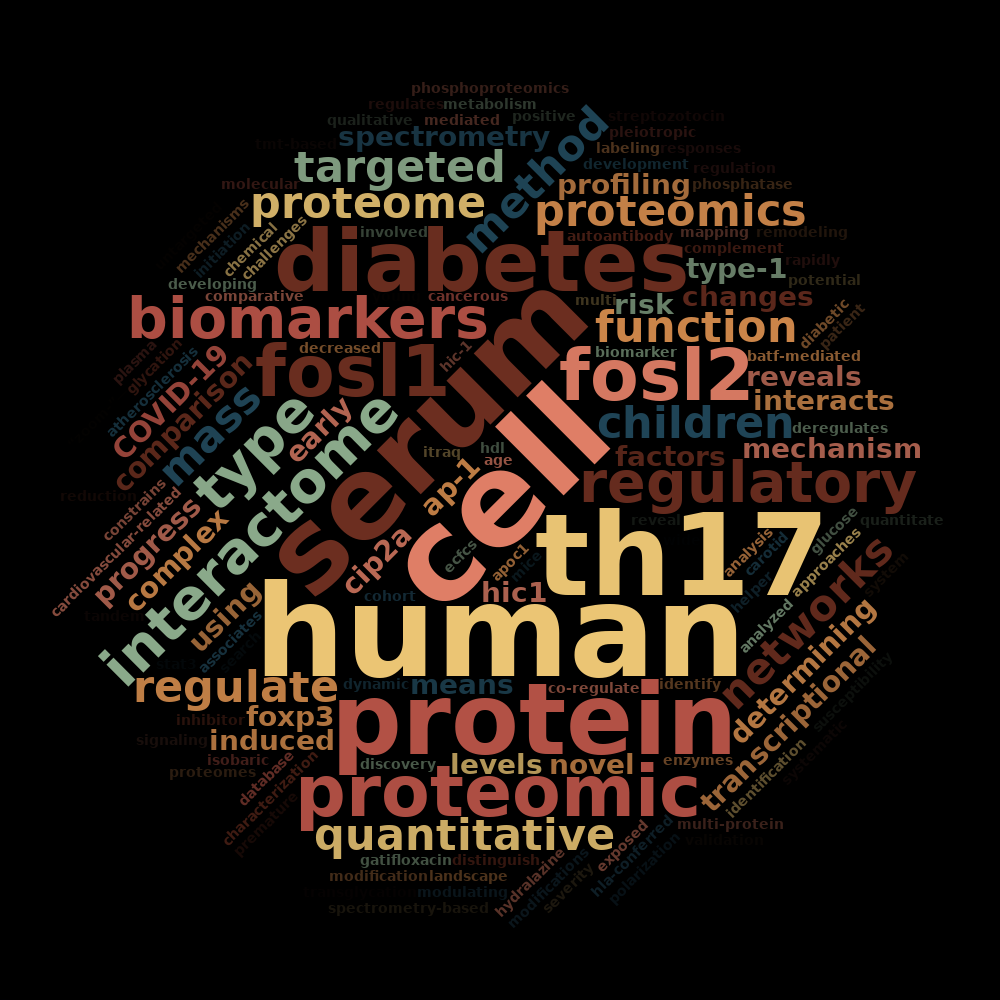 phosphoproteomics
regulates metabolism
qualitative mediated positive streptozotocin
spectrometry pleiotropic
tmt-based
labeling responses
method
targeted development regulation
molecular profiling phosphatase
proteome proteomics
mechanisms initiation chemical challenges
involved autoantibody mapping remodeling
diabetes complement
type-1 rapidly
developing potential
comparative cancerous multi risk changes
biomarkers function
diabetic patient
decreased hic-1 biomarker batf-mediated
fosl1 fosl2 reveals
plasma glycation atherosclerosis COVID-19 comparison mass
interacts
serum
children deregulates
type early interactome
itraq hdl age
mechanism
factors
cell
regulatory
reduction constrains cardiovascular-related progress complex
ap-1
reveal quantitate
th17
analysis carotid glucose approaches helper system
cip2a ecfcs apoc1 mice
cohort hic1
tandem using associates search
human
analyzed networks
strata
regulate dynamic means co-regulate identify
protein
determining transcriptional susceptibility
inhibitor foxp3
signaling induced
isobaric discovery levels novel enzymes
proteomes
proteomic
database characterization premature
identification systematic
quantitative multi-protein
validation
gatifloxacin distinguish
modification landscape
hydralazine exposed hla-conferred polarization
modulating
spectrometry-based modifications severity